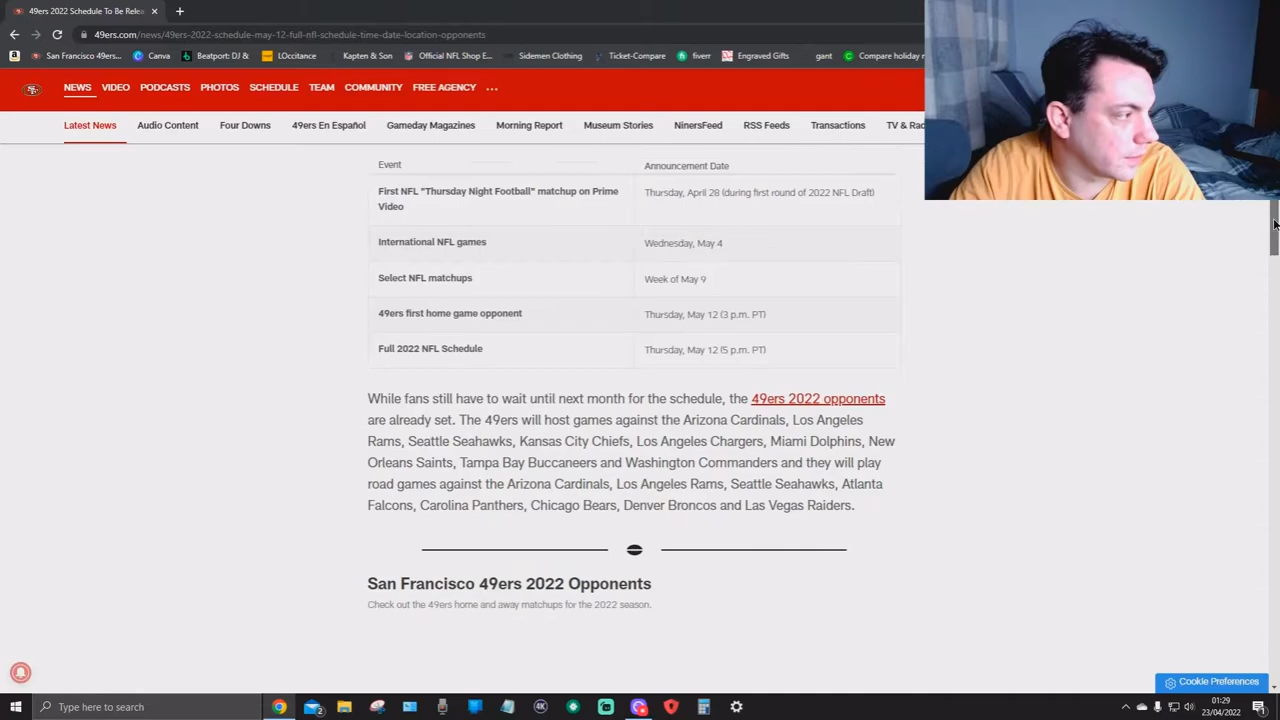 49ers 2022 Schedule To Be Rele
49ers.com/news/49ers-2022-schedule-may-12-full-nfl-schedule-time-date-location-opponents
San Francisco 49ers... Canva Beatport: DJ & LOccitance Kapten & Son Official NFL Shop E... Sidemen Clothing Ticket-Compare fiverr Engraved Gifts gant Compare holiday
NEWS VIDEO PODCASTS PHOTOS SCHEDULE TEAM COMMUNITY FREE AGENCY ...
Latest News Audio Content Four Downs 49ers En Español Gameday Magazines Morning Report Museum Stories NinersFeed RSS Feeds Transactions TV & Rad
Event Announcement Date
First NFL "Thursday Night Football" matchup on Prime Thursday, April 28 (during first round of 2022 NFL Draft)
Video
International NFL games Wednesday, May 4
Select NFL matchups Week of May 9
49ers first home game opponent Thursday, May 12 (3 p.m. PT)
Full 2022 NFL Schedule Thursday, May 12 (5 p.m. PT)
While fans still have to wait until next month for the schedule, the 49ers 2022 opponents
are already set. The 49ers will host games against the Arizona Cardinals, Los Angeles
Rams, Seattle Seahawks, Kansas City Chiefs, Los Angeles Chargers, Miami Dolphins, New
Orleans Saints, Tampa Bay Buccaneers and Washington Commanders and they will play
road games against the Arizona Cardinals, Los Angeles Rams, Seattle Seahawks, Atlanta
Falcons, Carolina Panthers, Chicago Bears, Denver Broncos and Las Vegas Raiders.
San Francisco 49ers 2022 Opponents
Check out the 49ers home and away matchups for the 2022 season.
Cookie Preferences
Type here to search
2
4K
01:29
23/04/2022
1